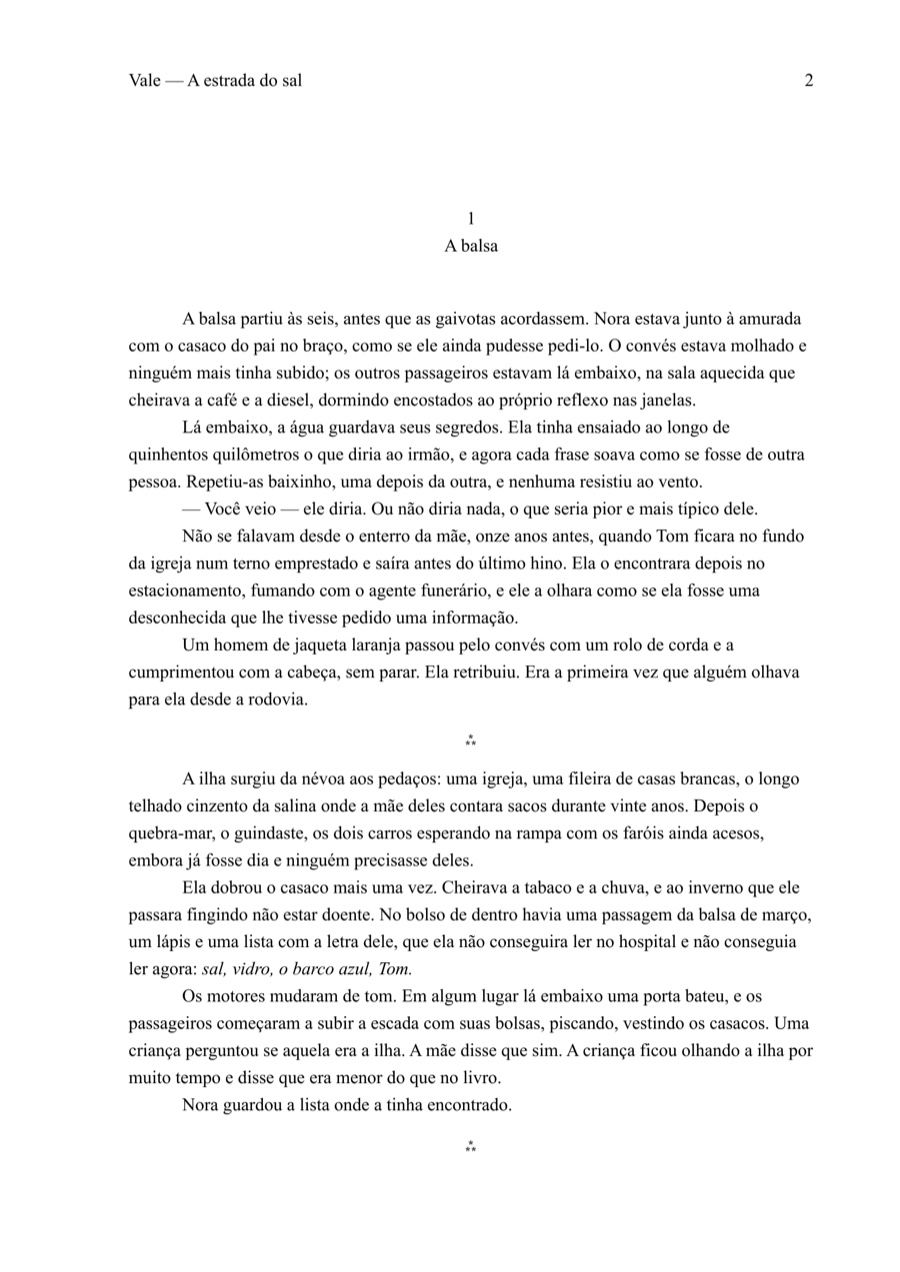 Vale — A estrada do sal 2
1
A balsa
A balsa partiu às seis, antes que as gaivotas acordassem. Nora estava junto à amurada
com o casaco do pai no braço, como se ele ainda pudesse pedi-lo. O convés estava molhado e
ninguém mais tinha subido; os outros passageiros estavam lá embaixo, na sala aquecida que
cheirava a café e a diesel, dormindo encostados ao próprio reflexo nas janelas.
Lá embaixo, a água guardava seus segredos. Ela tinha ensaiado ao longo de
quinhentos quilômetros o que diria ao irmão, e agora cada frase soava como se fosse de outra
pessoa. Repetiu-as baixinho, uma depois da outra, e nenhuma resistiu ao vento.
— Você veio — ele diria. Ou não diria nada, o que seria pior e mais típico dele.
Não se falavam desde o enterro da mãe, onze anos antes, quando Tom ficara no fundo
da igreja num terno emprestado e saíra antes do último hino. Ela o encontrara depois no
estacionamento, fumando com o agente funerário, e ele a olhara como se ela fosse uma
desconhecida que lhe tivesse pedido uma informação.
Um homem de jaqueta laranja passou pelo convés com um rolo de corda e a
cumprimentou com a cabeça, sem parar. Ela retribuiu. Era a primeira vez que alguém olhava
para ela desde a rodovia.
⁂
A ilha surgiu da névoa aos pedaços: uma igreja, uma fileira de casas brancas, o longo
telhado cinzento da salina onde a mãe deles contara sacos durante vinte anos. Depois o
quebra-mar, o guindaste, os dois carros esperando na rampa com os faróis ainda acesos,
embora já fosse dia e ninguém precisasse deles.
Ela dobrou o casaco mais uma vez. Cheirava a tabaco e a chuva, e ao inverno que ele
passara fingindo não estar doente. No bolso de dentro havia uma passagem da balsa de março,
um lápis e uma lista com a letra dele, que ela não conseguira ler no hospital e não conseguia
ler agora: sal, vidro, o barco azul, Tom.
Os motores mudaram de tom. Em algum lugar lá embaixo uma porta bateu, e os
passageiros começaram a subir a escada com suas bolsas, piscando, vestindo os casacos. Uma
criança perguntou se aquela era a ilha. A mãe disse que sim. A criança ficou olhando a ilha por
muito tempo e disse que era menor do que no livro.
Nora guardou a lista onde a tinha encontrado.
⁂